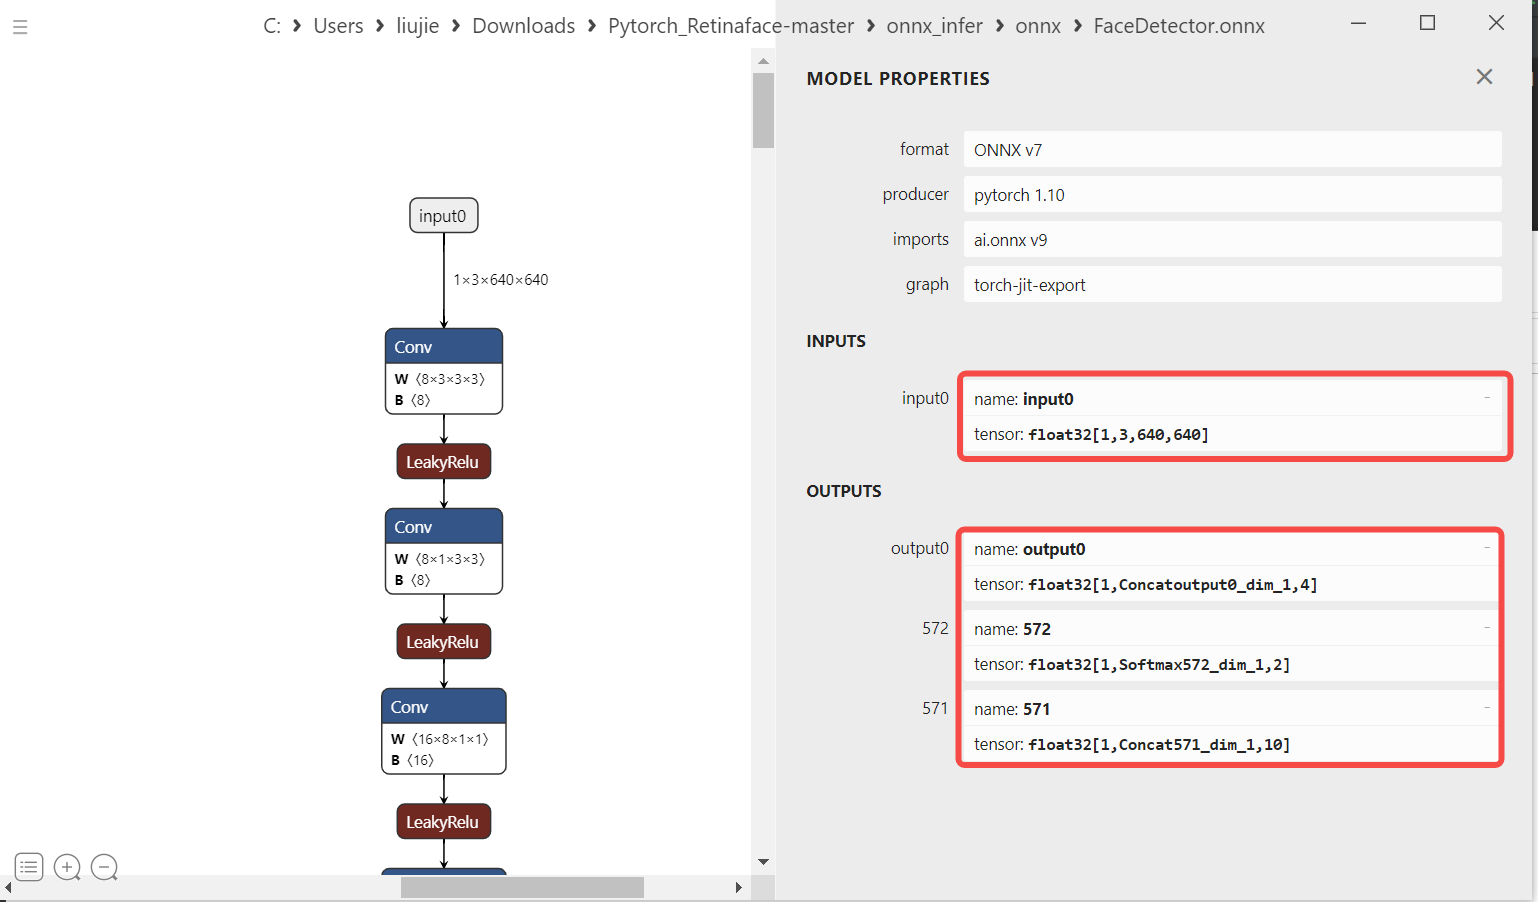 C: > Users > liujie > Downloads > Pytorch_Retinaface-master > onnx_infer > onnx > FaceDetector.onnx
input0
1×3×640×640
Conv
W ⟨8×3×3×3⟩
B ⟨8⟩
LeakyRelu
Conv
W ⟨8×1×3×3⟩
B ⟨8⟩
LeakyRelu
Conv
W ⟨16×8×1×1⟩
B ⟨16⟩
LeakyRelu
MODEL PROPERTIES
format ONNX v7
producer pytorch 1.10
imports ai.onnx v9
graph torch-jit-export
INPUTS
input0 name: input0
tensor: float32[1,3,640,640]
OUTPUTS
output0 name: output0
tensor: float32[1,Concatoutput0_dim_1,4]
572 name: 572
tensor: float32[1,Softmax572_dim_1,2]
571 name: 571
tensor: float32[1,Concat571_dim_1,10]